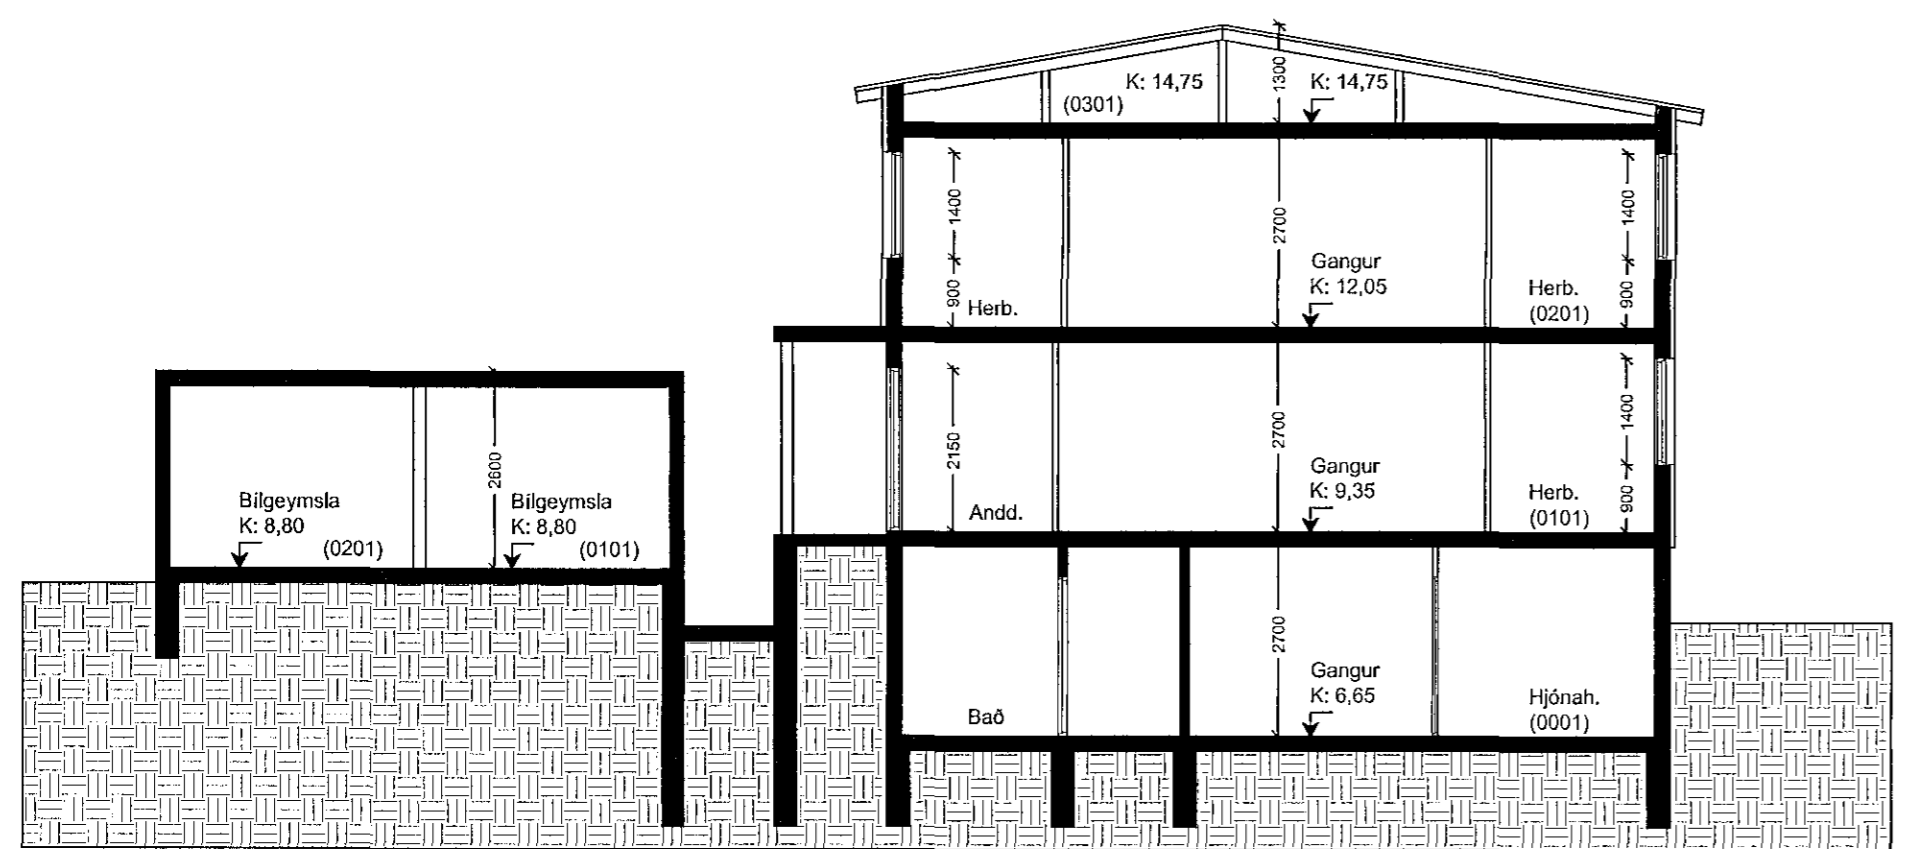 1300
K: 14,75
(0301)
K: 14,75
1400
900
Herb.
2700
Gangur
K: 12,05
Herb.
(0201)
1400
900
2150
Andd.
2700
Gangur
K: 9,35
Herb.
(0101)
1400
900
Bílgeymsla
K: 8,80
(0201)
2600
Bílgeymsla
K: 8,80
(0101)
Bað
2700
Gangur
K: 6,65
Hjónah.
(0001)